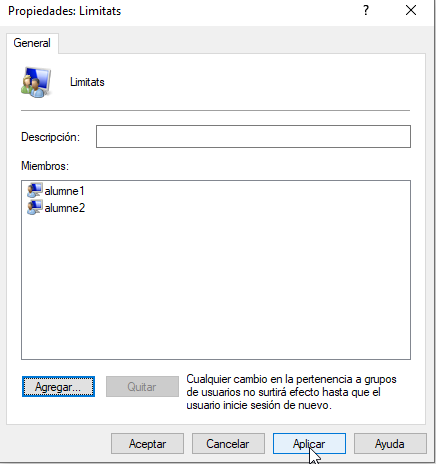 Propiedades: Limitats
?
General
Limitats
Descripción:
Miembros:
alumne1
alumne2
Agregar...
Quitar
Cualquier cambio en la pertenencia a grupos
de usuarios no surtirá efecto hasta que el
usuario inicie sesión de nuevo.
Aceptar
Cancelar
Aplicar
Ayuda